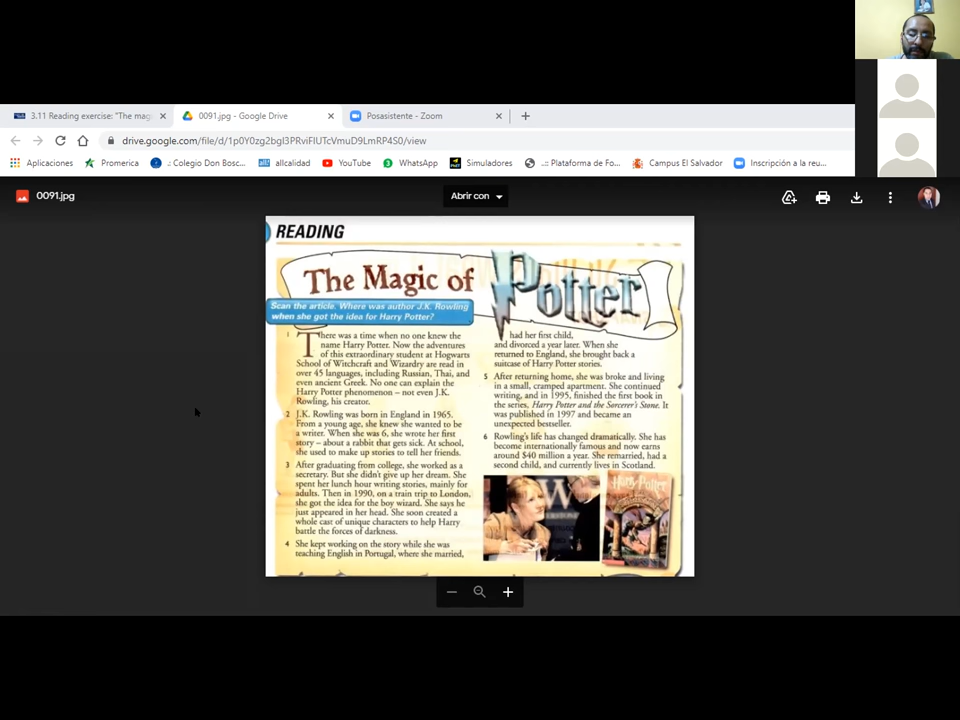 3.11 Reading exercise: "The mag
0091.jpg - Google Drive
Posasistente - Zoom
drive.google.com/file/d/1p0Y0zg2bgI3PRviFlUTcVmuD9LmRP4S0/view
Aplicaciones
Promerica
.: Colegio Don Bosc...
allcalidad
YouTube
WhatsApp
Simuladores
..:: Plataforma de Fo...
Campus El Salvador
Inscripción a la reu...
0091.jpg
Abrir con
READING
The Magic of Potter
Scan the article. Where was author J.K. Rowling
when she got the idea for Harry Potter?
1 There was a time when no one knew the
name Harry Potter. Now the adventures
of this extraordinary student at Hogwarts
School of Witchcraft and Wizardry are read in
over 45 languages, including Russian, Thai, and
even ancient Greek. No one can explain the
Harry Potter phenomenon – not even J.K.
Rowling, his creator.
2 J.K. Rowling was born in England in 1965.
From a young age, she knew she wanted to be
a writer. When she was 6, she wrote her first
story – about a rabbit that gets sick. At school,
she used to make up stories to tell her friends.
3 After graduating from college, she worked as a
secretary. But she didn't give up her dream. She
spent her lunch hour writing stories, mainly for
adults. Then in 1990, on a train trip to London,
she got the idea for the boy wizard. She says he
just appeared in her head. She soon created a
whole cast of unique characters to help Harry
battle the forces of darkness.
4 She kept working on the story while she was
teaching English in Portugal, where she married,
had her first child,
and divorced a year later. When she
returned to England, she brought back a
suitcase of Harry Potter stories.
5 After returning home, she was broke and living
in a small, cramped apartment. She continued
writing, and in 1995, finished the first book in
the series, Harry Potter and the Sorcerer's Stone. It
was published in 1997 and became an
unexpected bestseller.
6 Rowling's life has changed dramatically. She has
become internationally famous and now earns
around $40 million a year. She remarried, had a
second child, and currently lives in Scotland.
W
Harry Potter